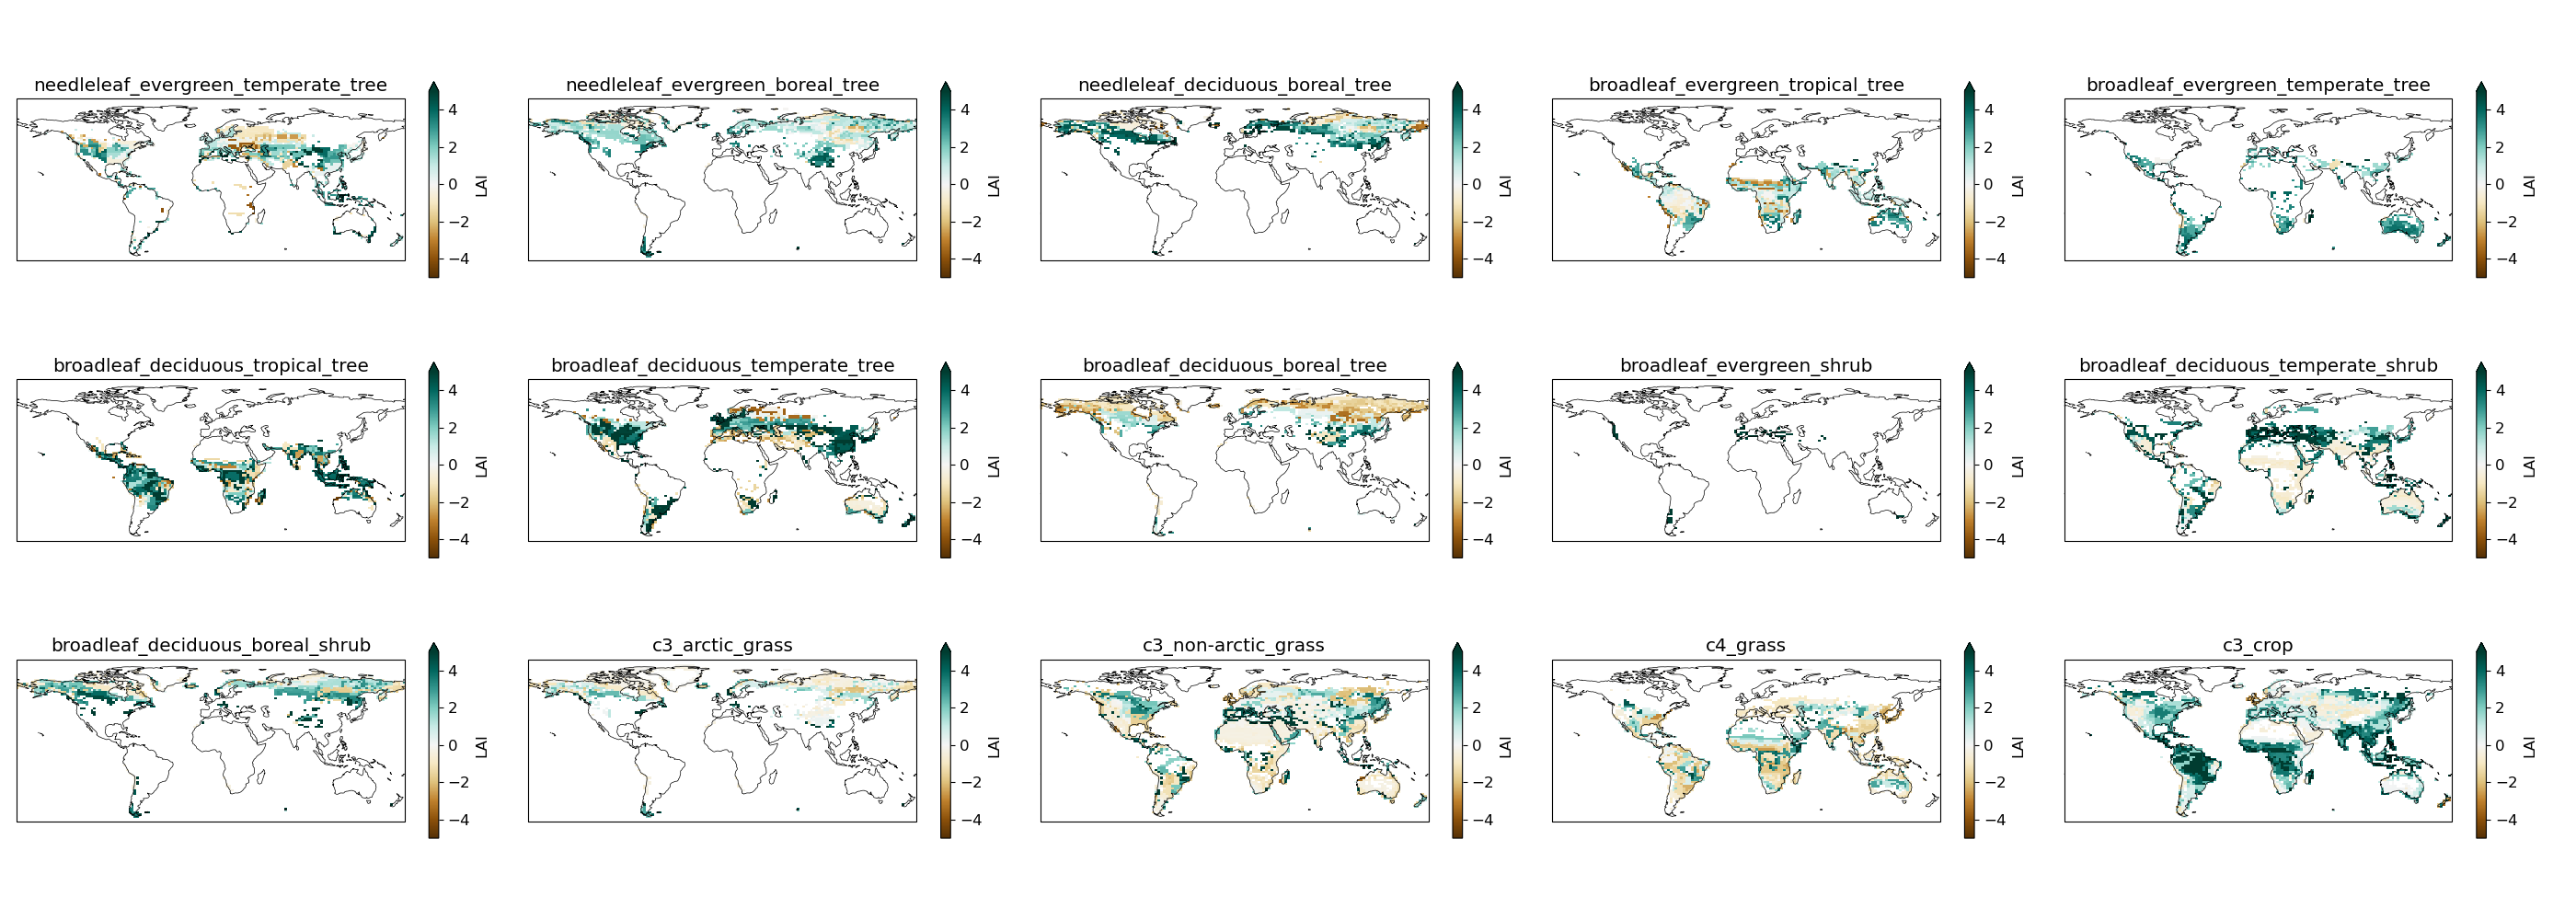 needleleaf_evergreen_temperate_tree
needleleaf_evergreen_boreal_tree
needleleaf_deciduous_boreal_tree
broadleaf_evergreen_tropical_tree
broadleaf_evergreen_temperate_tree
4
2
0
−2
−4
LAI
4
2
0
−2
−4
LAI
4
2
0
−2
−4
LAI
4
2
0
−2
−4
LAI
4
2
0
−2
−4
LAI
broadleaf_deciduous_tropical_tree
broadleaf_deciduous_temperate_tree
broadleaf_deciduous_boreal_tree
broadleaf_evergreen_shrub
broadleaf_deciduous_temperate_shrub
4
2
0
−2
−4
LAI
4
2
0
−2
−4
LAI
4
2
0
−2
−4
LAI
4
2
0
−2
−4
LAI
4
2
0
−2
−4
LAI
broadleaf_deciduous_boreal_shrub
c3_arctic_grass
c3_non-arctic_grass
c4_grass
c3_crop
4
2
0
−2
−4
LAI
4
2
0
−2
−4
LAI
4
2
0
−2
−4
LAI
4
2
0
−2
−4
LAI
4
2
0
−2
−4
LAI